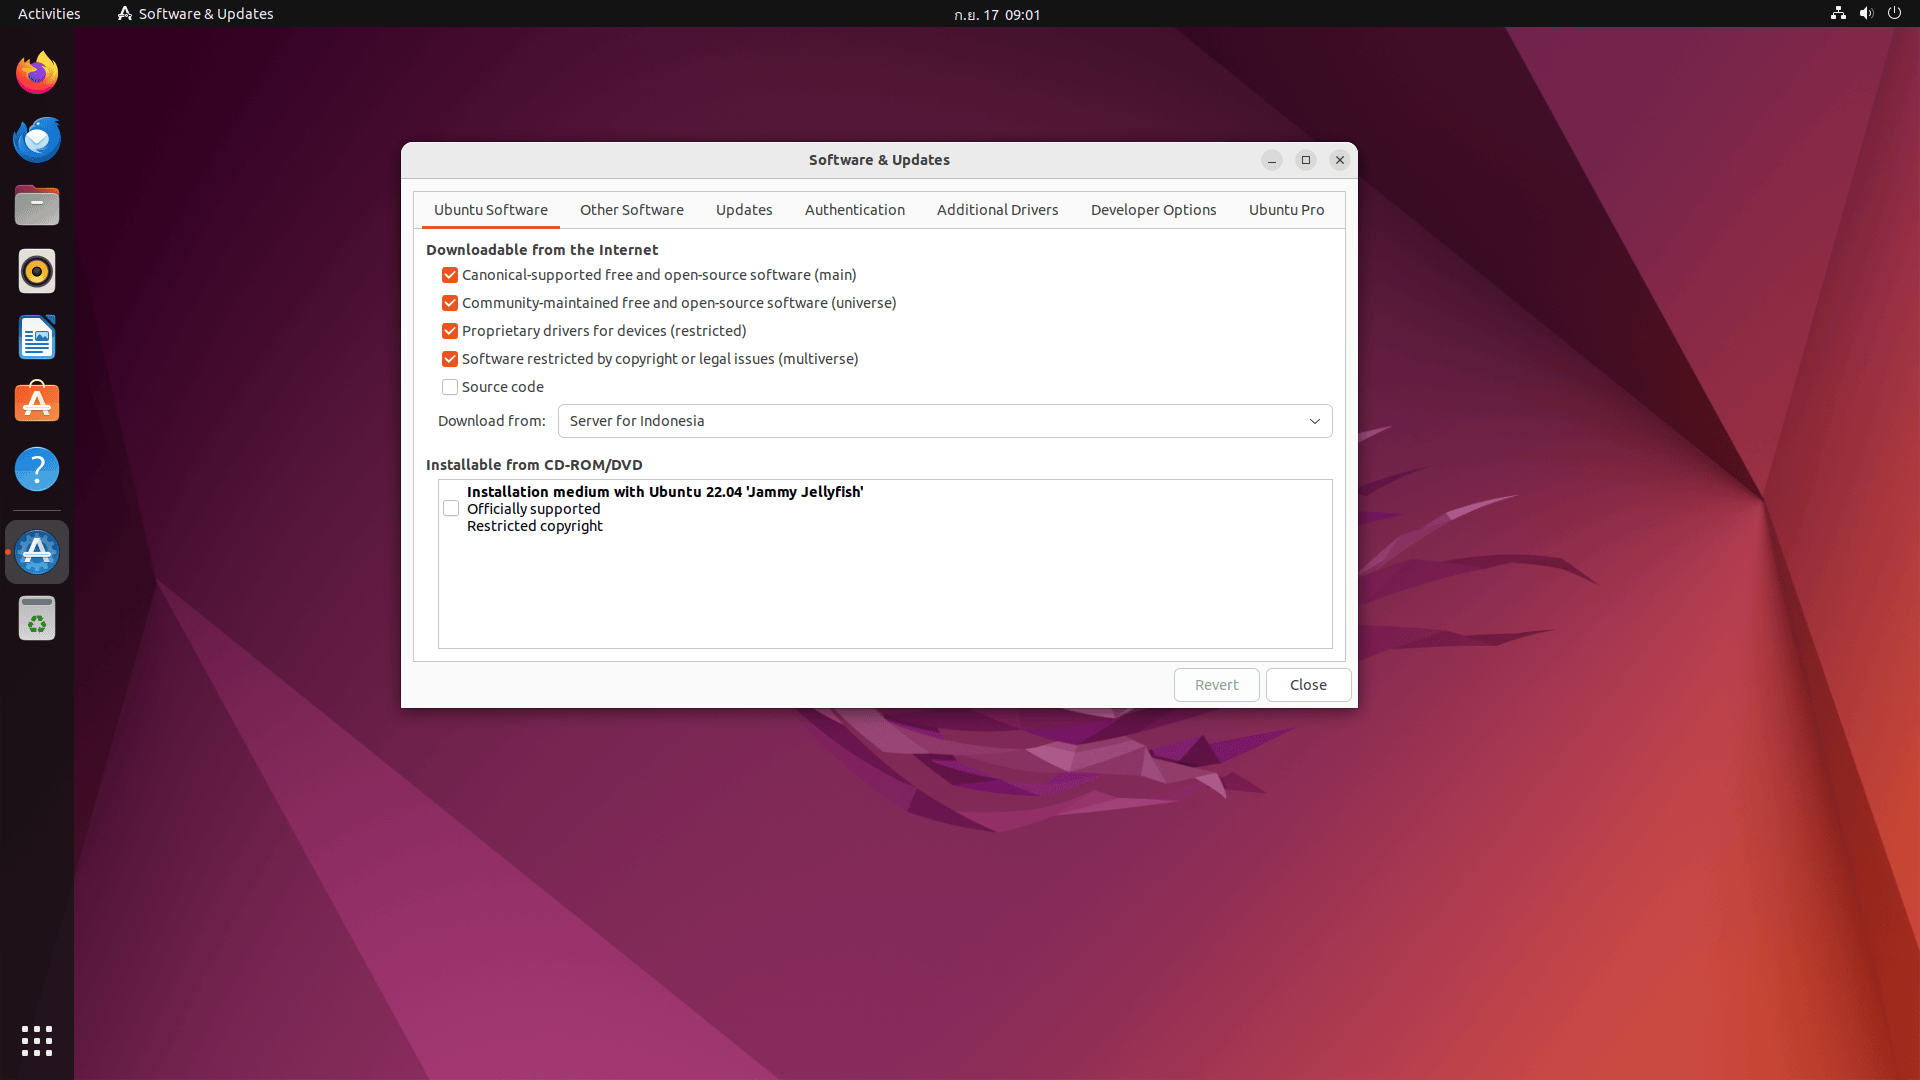 Activities
Software & Updates
ก.ย. 17 09:01
Software & Updates
Ubuntu Software
Other Software
Updates
Authentication
Additional Drivers
Developer Options
Ubuntu Pro
Downloadable from the Internet
Canonical-supported free and open-source software (main)
Community-maintained free and open-source software (universe)
Proprietary drivers for devices (restricted)
Software restricted by copyright or legal issues (multiverse)
Source code
Download from:
Server for Indonesia
Installable from CD-ROM/DVD
Installation medium with Ubuntu 22.04 'Jammy Jellyfish'
Officially supported
Restricted copyright
Revert
Close